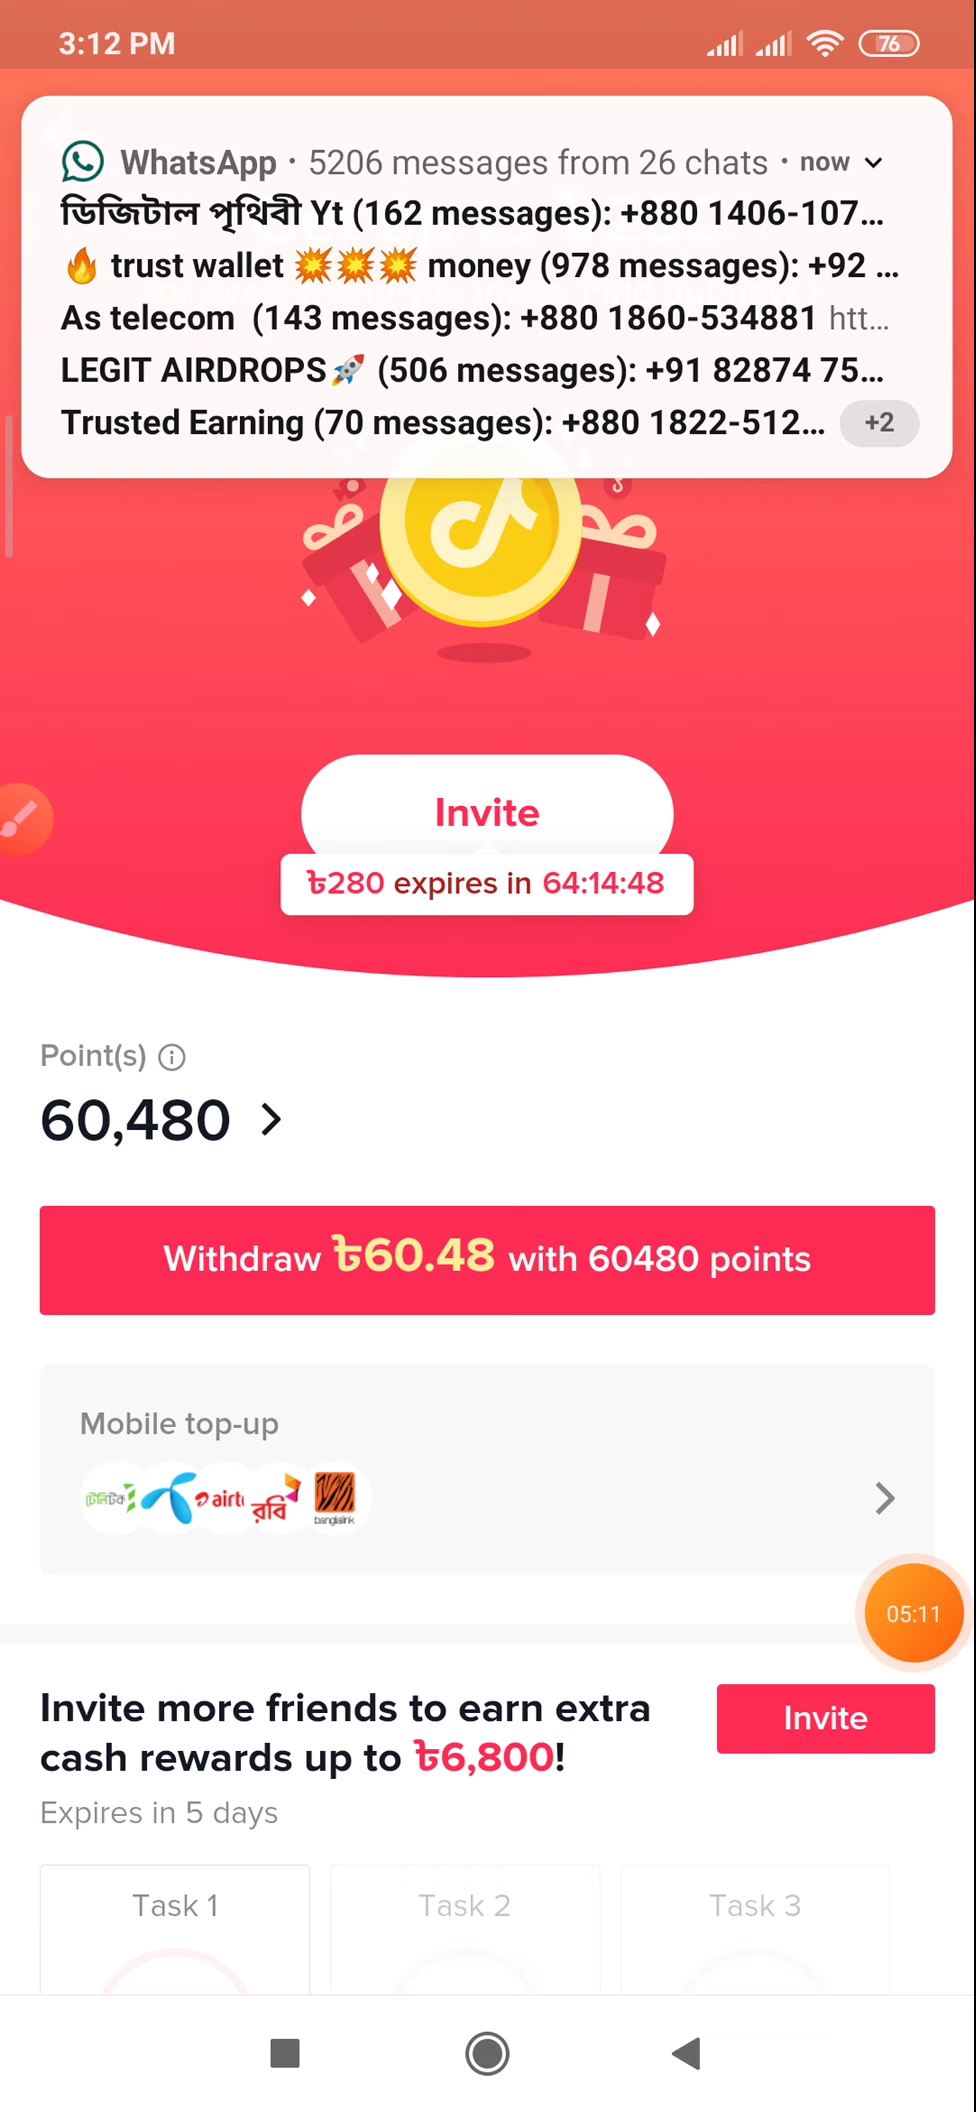 3:12 PM
76
WhatsApp · 5206 messages from 26 chats · now
ডিজিটাল পৃথিবী Yt (162 messages): +880 1406-107...
🔥 trust wallet 💥💥💥 money (978 messages): +92 ...
As telecom (143 messages): +880 1860-534881 htt...
LEGIT AIRDROPS🚀 (506 messages): +91 82874 75...
Trusted Earning (70 messages): +880 1822-512... +2
Invite
৳280 expires in 64:14:48
Point(s)
60,480
Withdraw ৳60.48 with 60480 points
Mobile top-up
টেলিটক airt রবি banglalink
05:11
Invite more friends to earn extra
cash rewards up to ৳6,800!
Invite
Expires in 5 days
Task 1 Task 2 Task 3